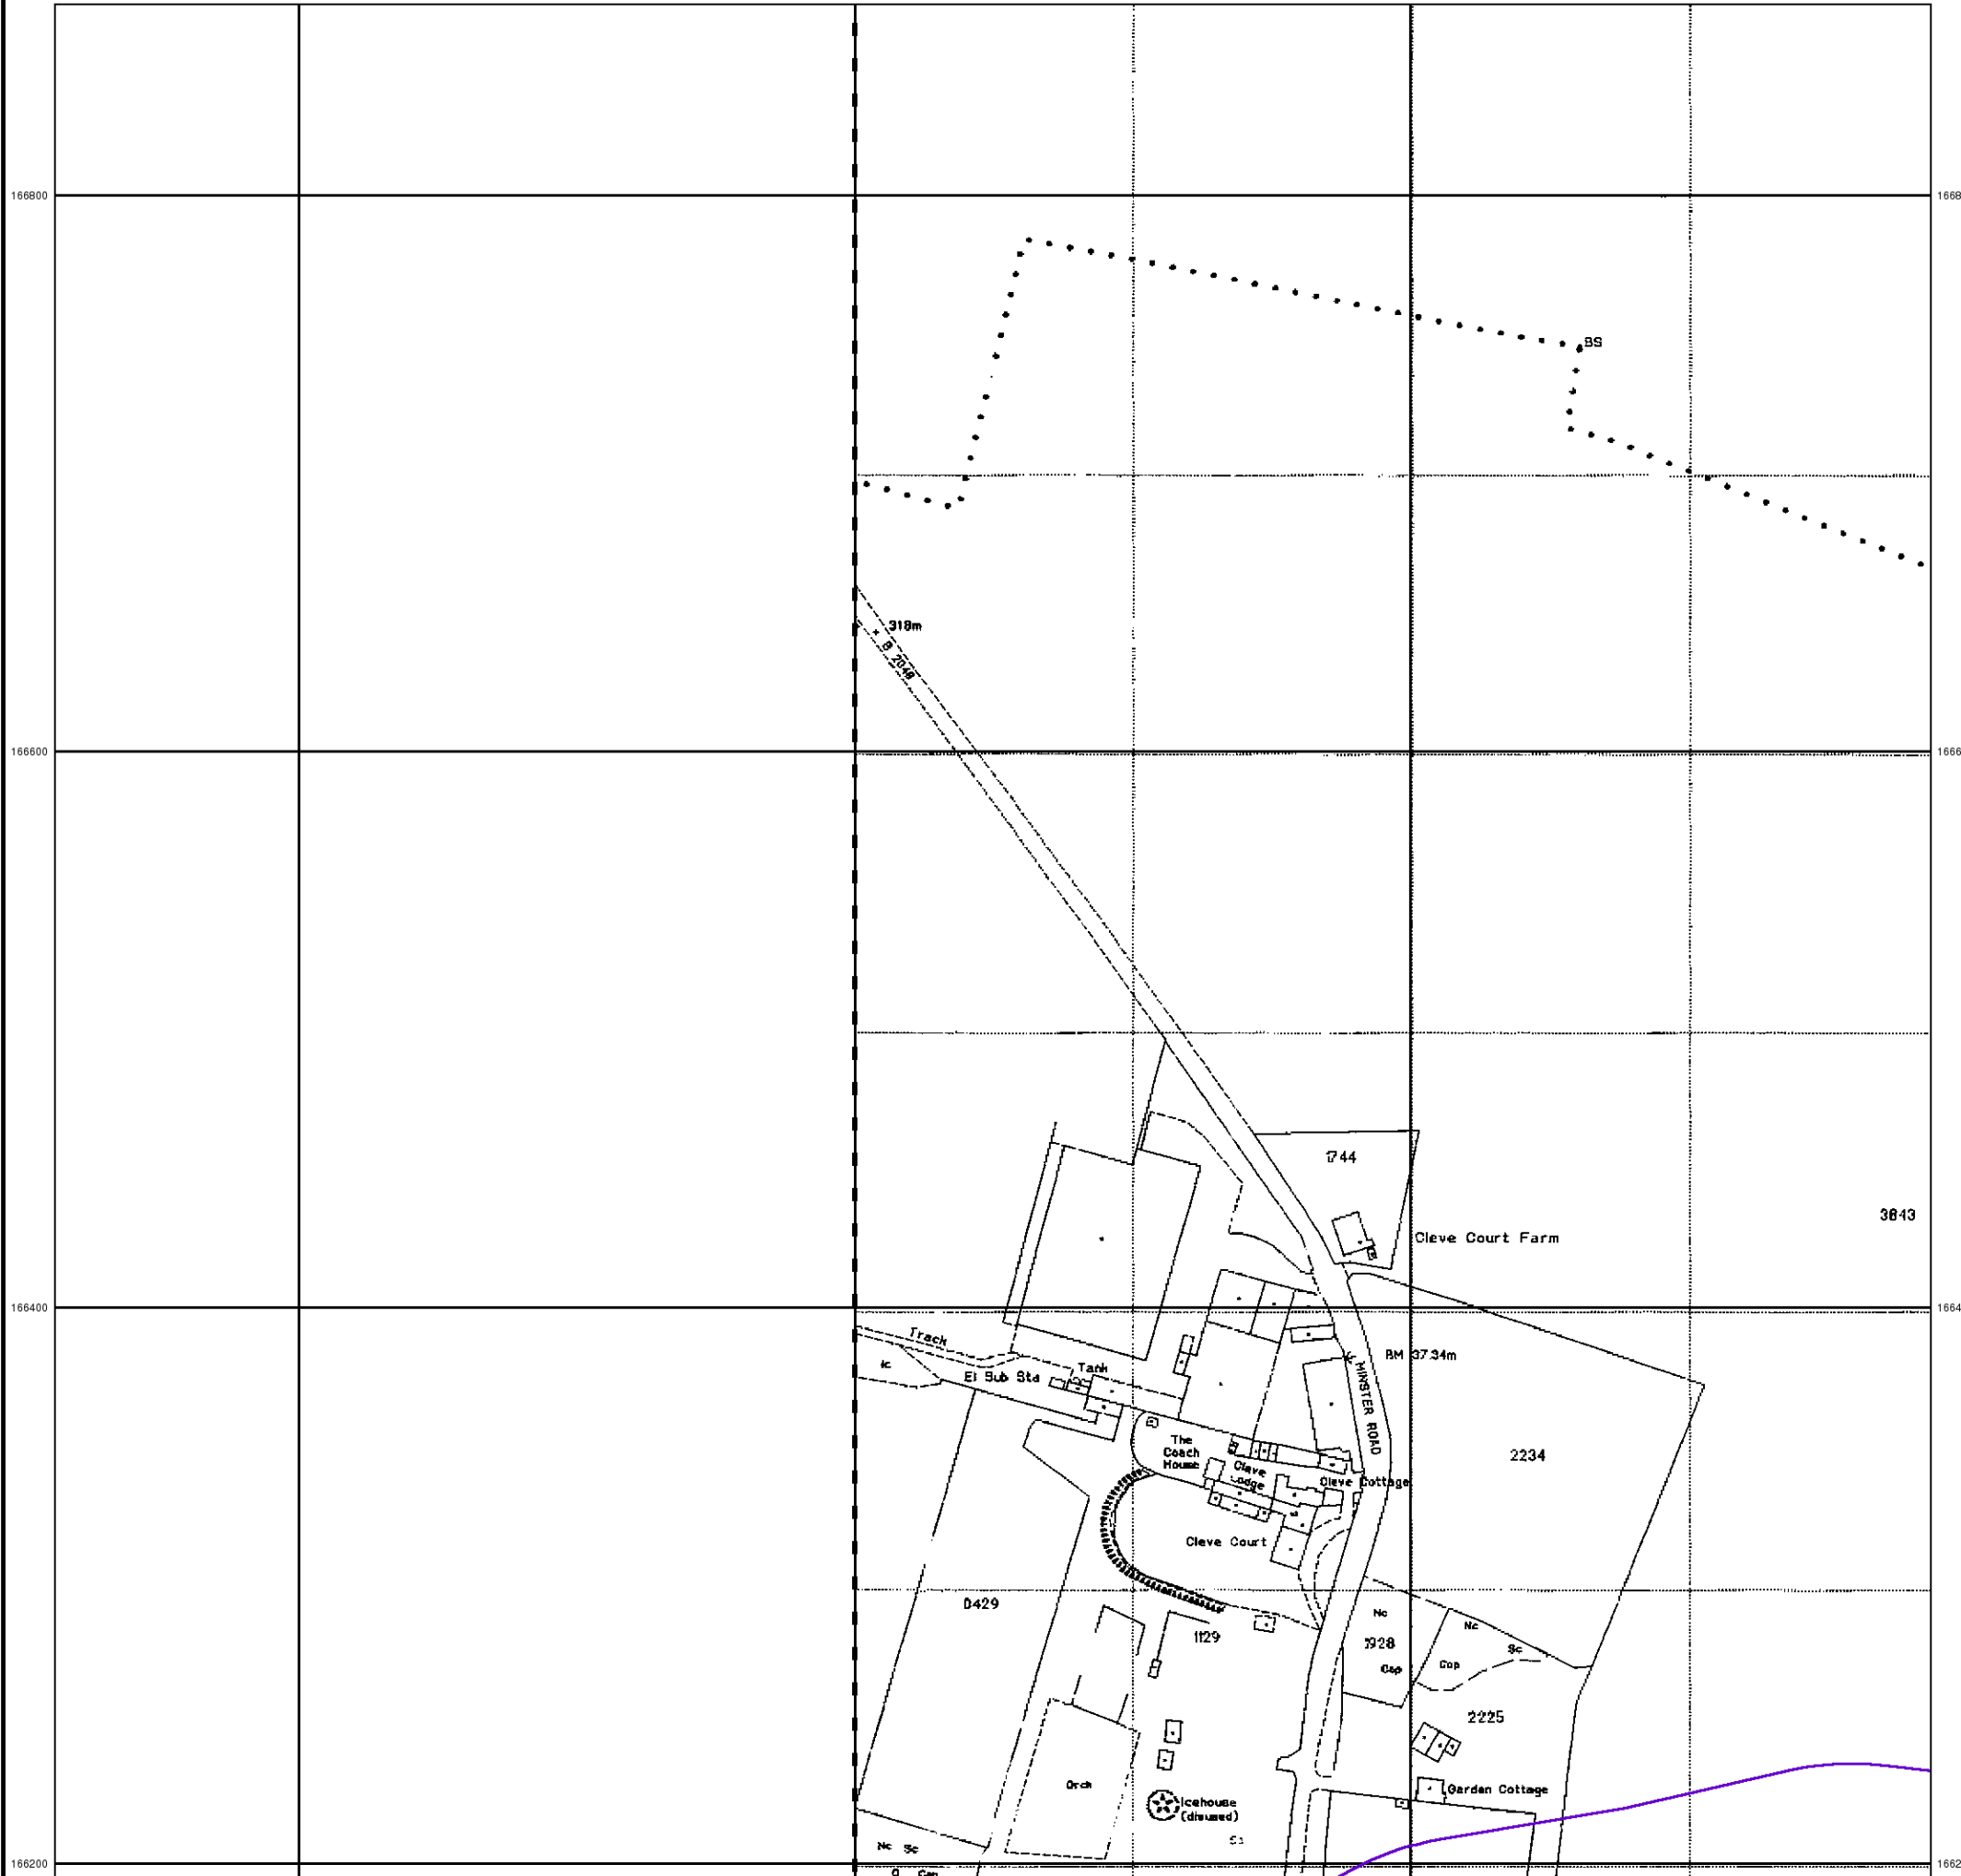 166800
1668
BS
318m
B 2048
166600
1666
1744
3843
Cleve Court Farm
166400
1664
Track
BM 37.34m
Tank
El Sub Sta
MINSTER ROAD
The
Coach
House
Cleve
Lodge
Cleve Cottage
2234
Cleve Court
0429
1129
Nc
Nc
Sc
1928
Cop
Cop
2225
Orch
Garden Cottage
Icehouse
(disused)
Nc Sc
166200
1662